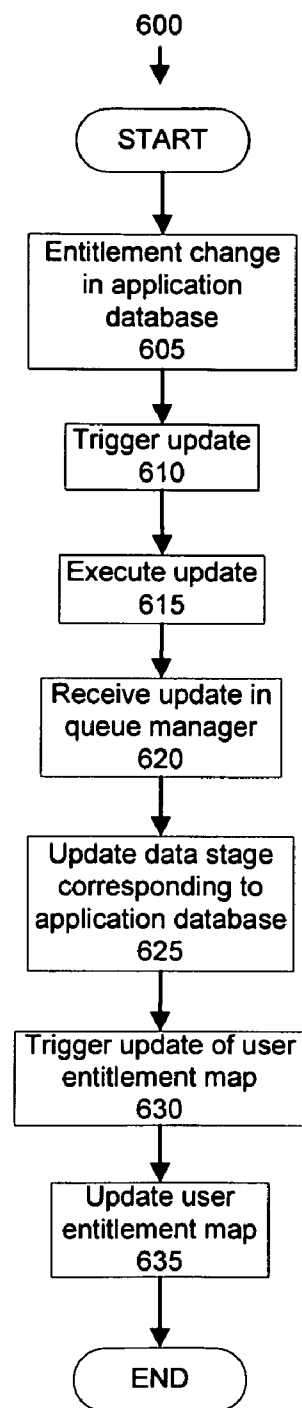 600
START
Entitlement change
in application
database
605
Trigger update
610
Execute update
615
Receive update in
queue manager
620
Update data stage
corresponding to
application database
625
Trigger update of user
entitlement map
630
Update user
entitlement map
635
END